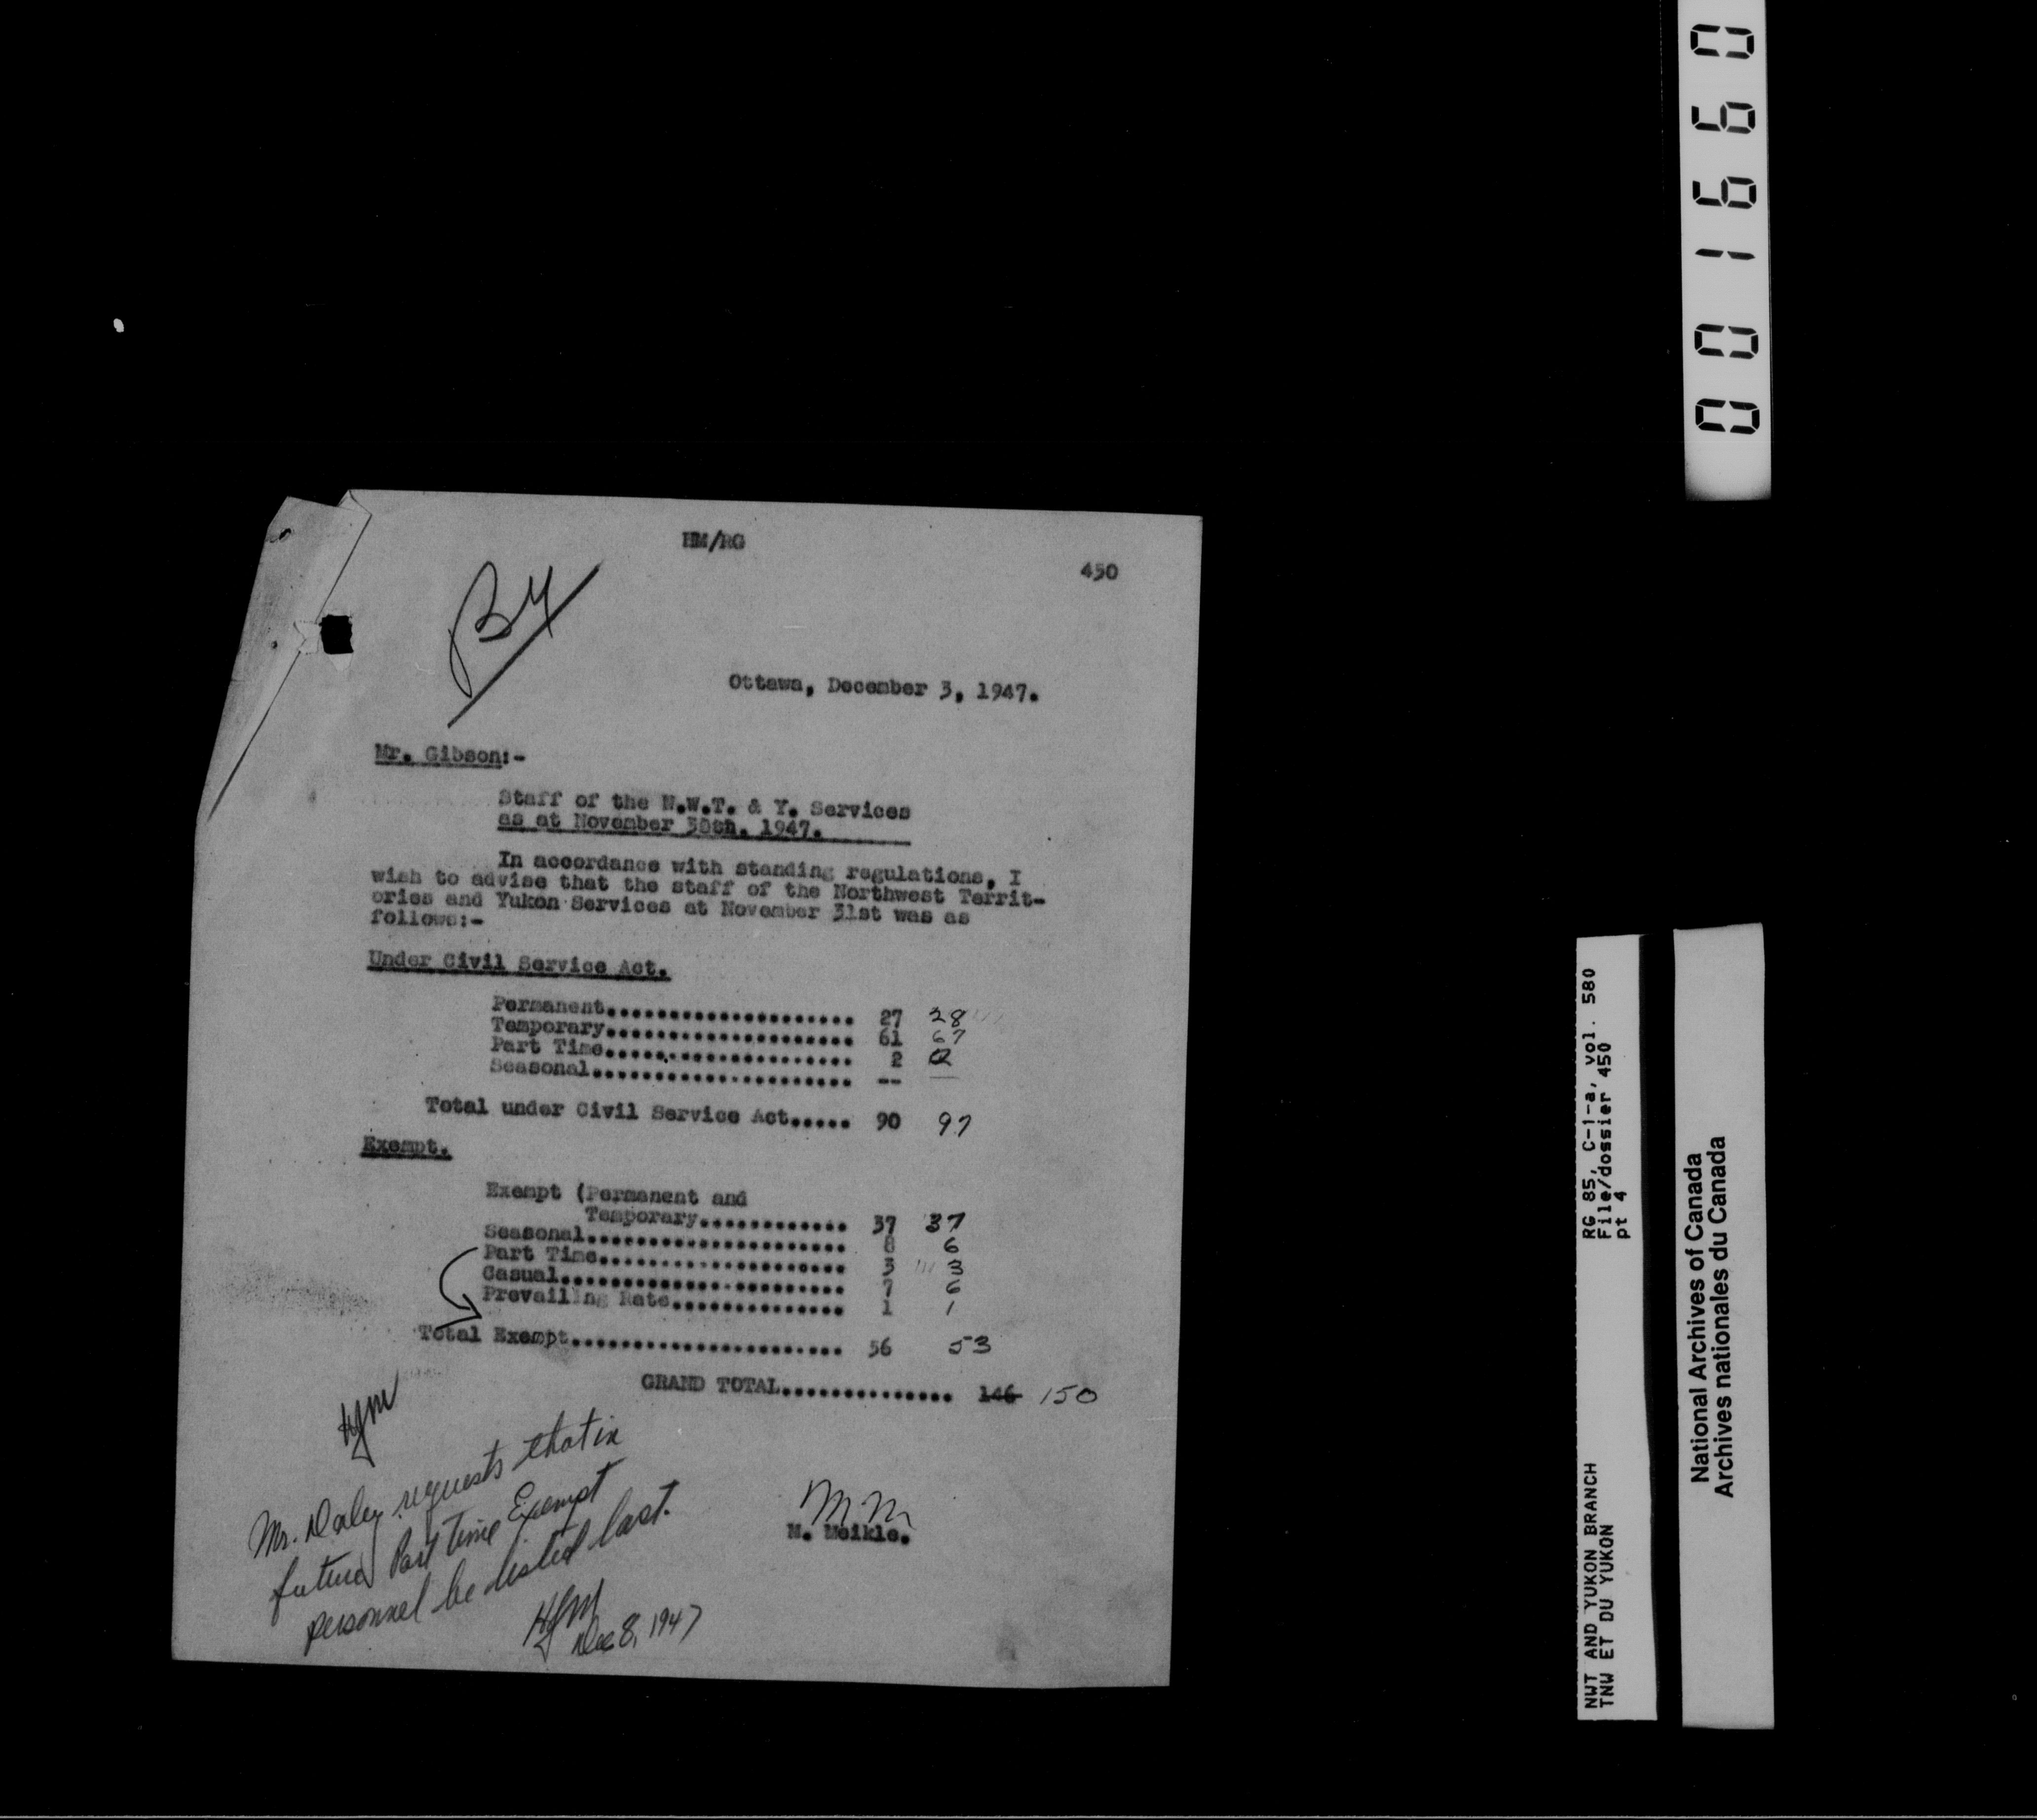 HM/RG
450
BY
Ottawa, December 3, 1947.
Mr. Gibson:-
Staff of the N.W.T. & Y. Services
as at November 30th. 1947.
In accordance with standing regulations, I
wish to advise that the staff of the Northwest Territ-
ories and Yukon Services at November 31st was as
follows:-
Under Civil Service Act.
Permanent..................... 27 28
Temporary..................... 61 67
Part Time..................... 2 2
Seasonal...................... -- —
Total under Civil Service Act..... 90 97
Exempt.
Exempt (Permanent and
Temporary............. 37 37
Seasonal...................... 8 6
Part Time..................... 3 3
Casual........................ 7 6
Prevailing Rate............... 1 1
Total Exempt....................... 56 53
GRAND TOTAL............... 146 150
HJM
Mr. Daley requests that in
future Part time Exempt
personnel be listed last.
HJM
Dec 8, 1947
MM
M. Meikle.
001660
RG 85, C-1-a, vol. 580
File/dossier 450
pt 4
NWT AND YUKON BRANCH
TNW ET DU YUKON
National Archives of Canada
Archives nationales du Canada